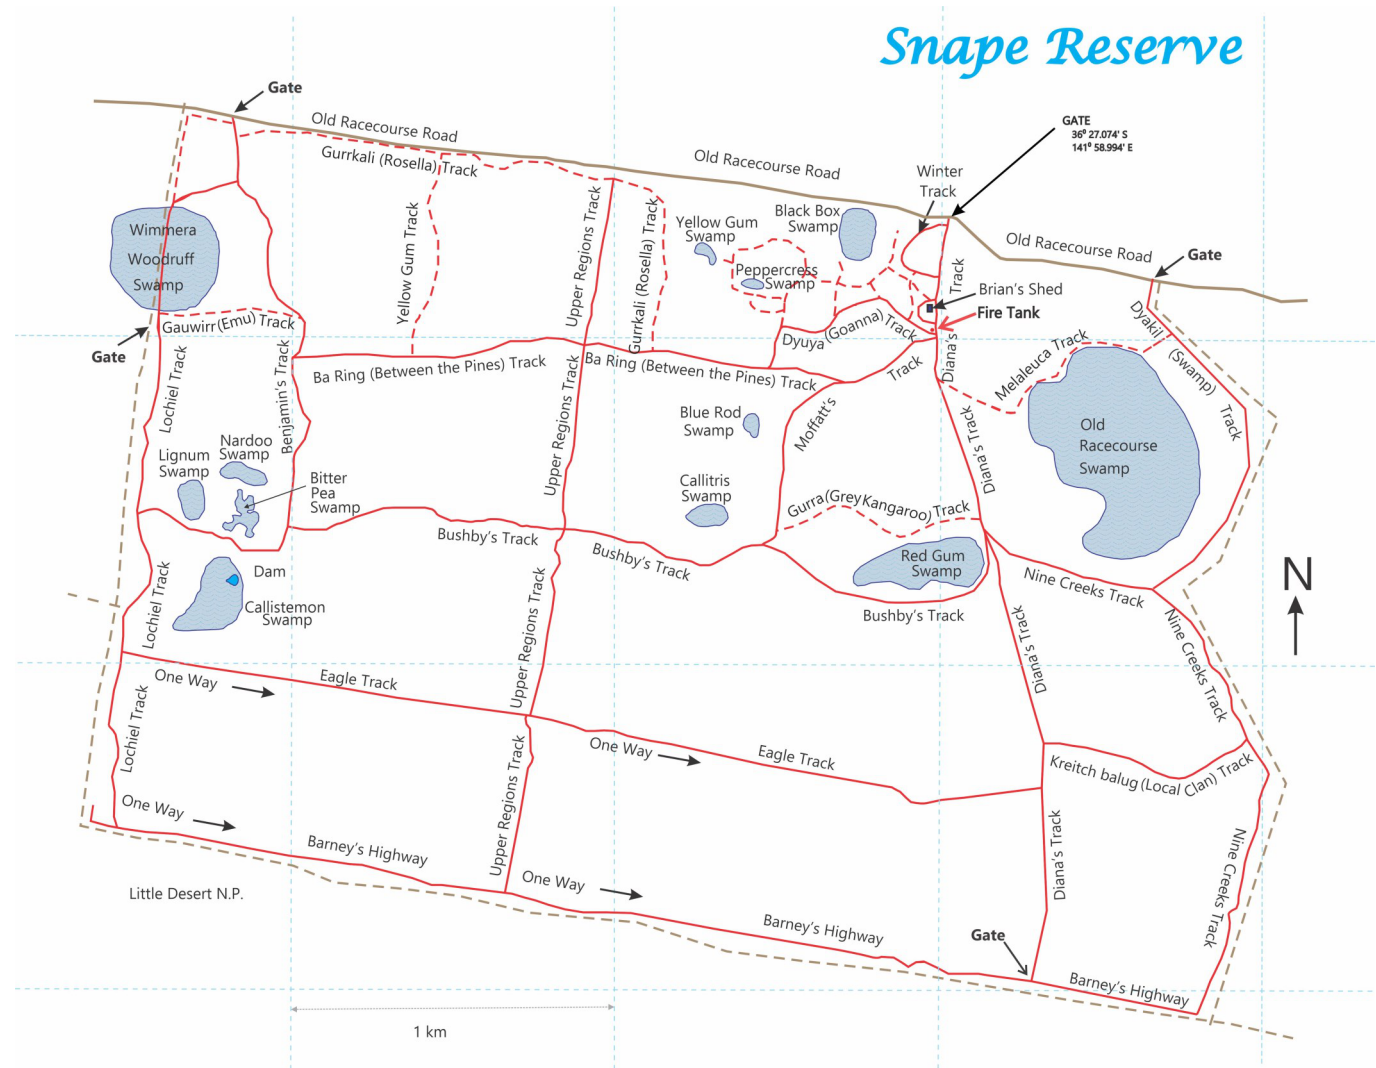 Snape Reserve
Gate
Old Racecourse Road
GATE
36⁰ 27.074' S
141⁰ 58.994' E
Gurrkali (Rosella) Track
Old Racecourse Road
Winter
Track
Wimmera
Woodruff
Swamp
Yellow Gum Track
Upper Regions Track
Gurrkali (Rosella) Track
Yellow Gum
Swamp
Black Box
Swamp
Peppercress
Swamp
Old Racecourse Road
Gate
Track
Diana's
Brian's Shed
Fire Tank
Gauwirr (Emu) Track
Gate
Dyuya (Goanna) Track
Dyakil (Swamp) Track
Melaleuca Track
Lochiel Track
Benjamin's Track
Ba Ring (Between the Pines) Track
Ba Ring (Between the Pines) Track
Moffatt's
Track
Upper Regions Track
Blue Rod
Swamp
Diana's Track
Old
Racecourse
Swamp
Lignum
Swamp
Nardoo
Swamp
Bitter
Pea
Swamp
Callitris
Swamp
Gurra (Grey Kangaroo) Track
Bushby's Track
Bushby's Track
Red Gum
Swamp
Bushby's Track
Nine Creeks Track
N
Dam
Callistemon
Swamp
Lochiel Track
Upper Regions Track
Diana's Track
Nine Creeks Track
One Way
Eagle Track
Lochiel Track
One Way
Eagle Track
Kreitch balug (Local Clan) Track
Upper Regions Track
One Way
Barney's Highway
Diana's Track
Nine Creeks Track
Little Desert N.P.
One Way
Barney's Highway
Gate
Barney's Highway
1 km